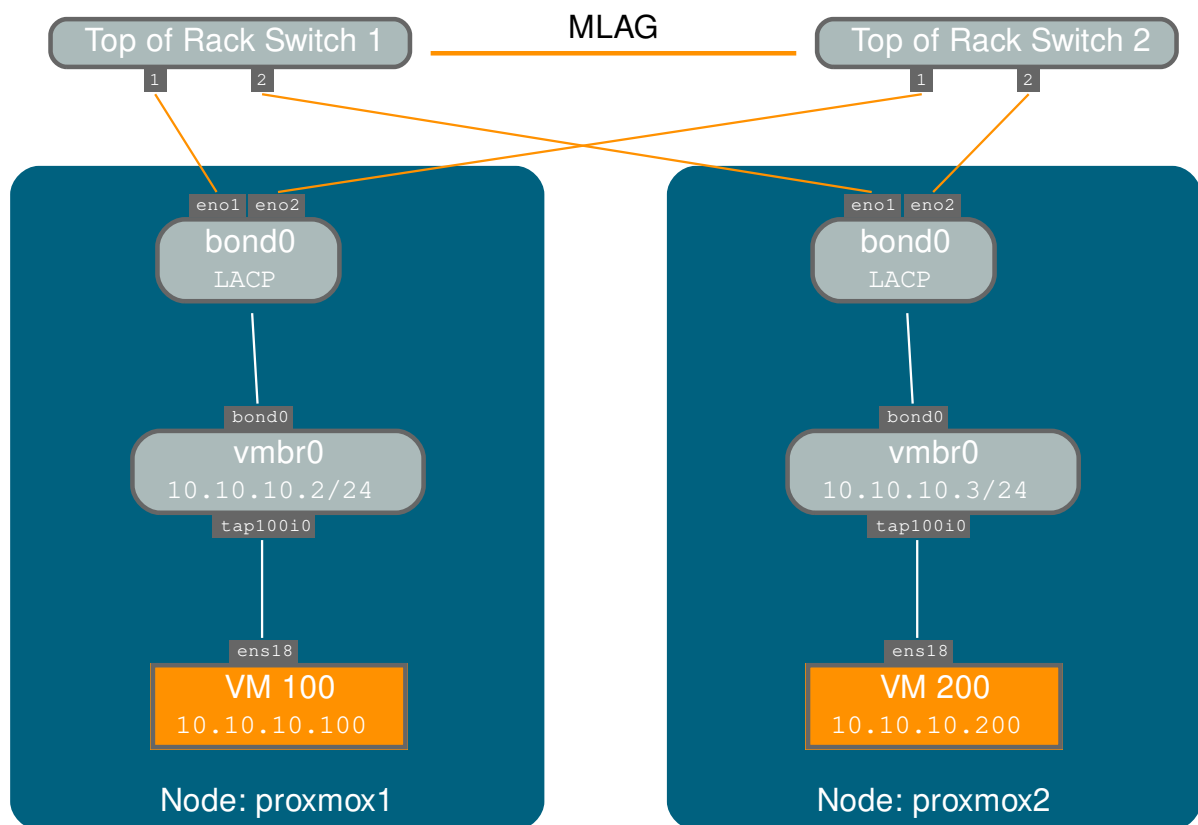 MLAG
Top of Rack Switch 1
Top of Rack Switch 2
1 2
1 2
eno1 eno2
bond0
LACP
bond0
vmbr0
10.10.10.2/24
tap100i0
ens18
VM 100
10.10.10.100
Node: proxmox1
eno1 eno2
bond0
LACP
bond0
vmbr0
10.10.10.3/24
tap100i0
ens18
VM 200
10.10.10.200
Node: proxmox2